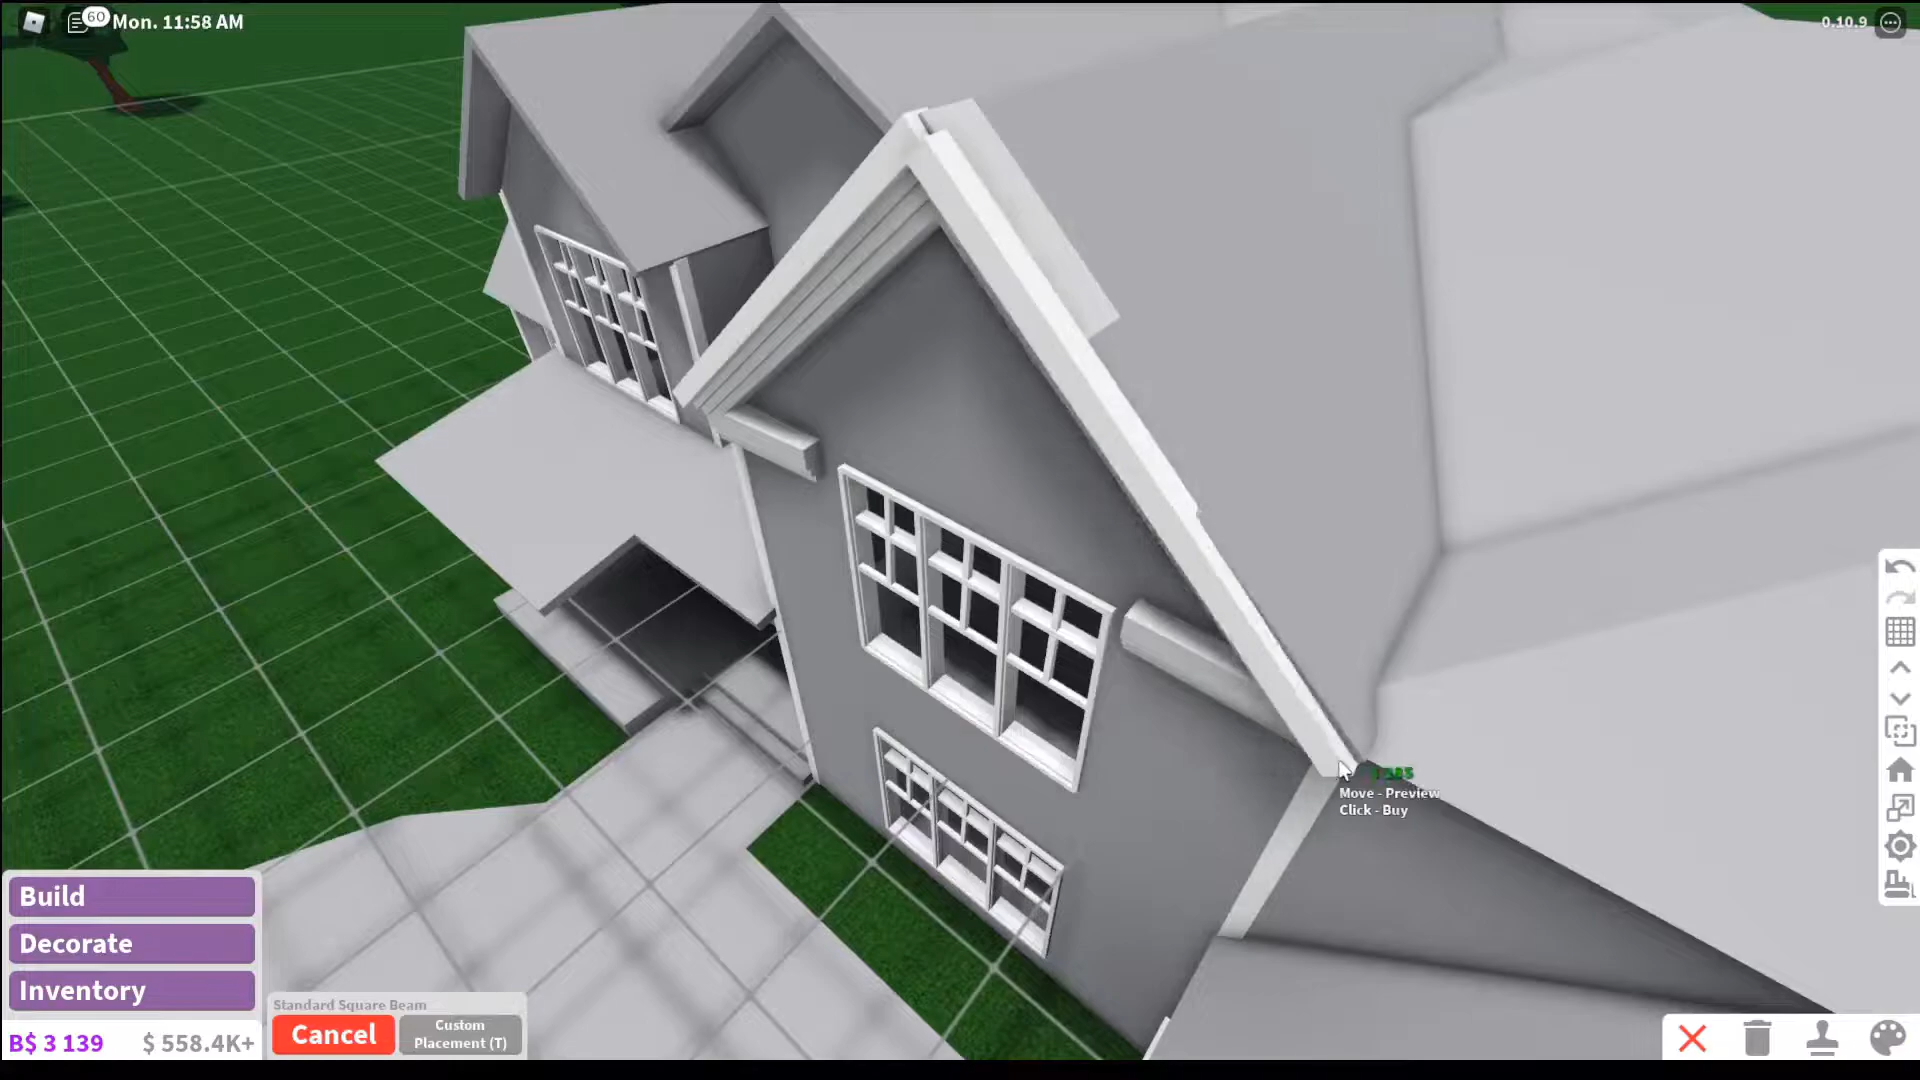 60
Mon. 11:58 AM
0.10.9
Move - Preview
Click - Buy
Build
Decorate
Inventory
B$ 3 139
$ 558.4K+
Standard Square Beam
Cancel
Custom
Placement (T)